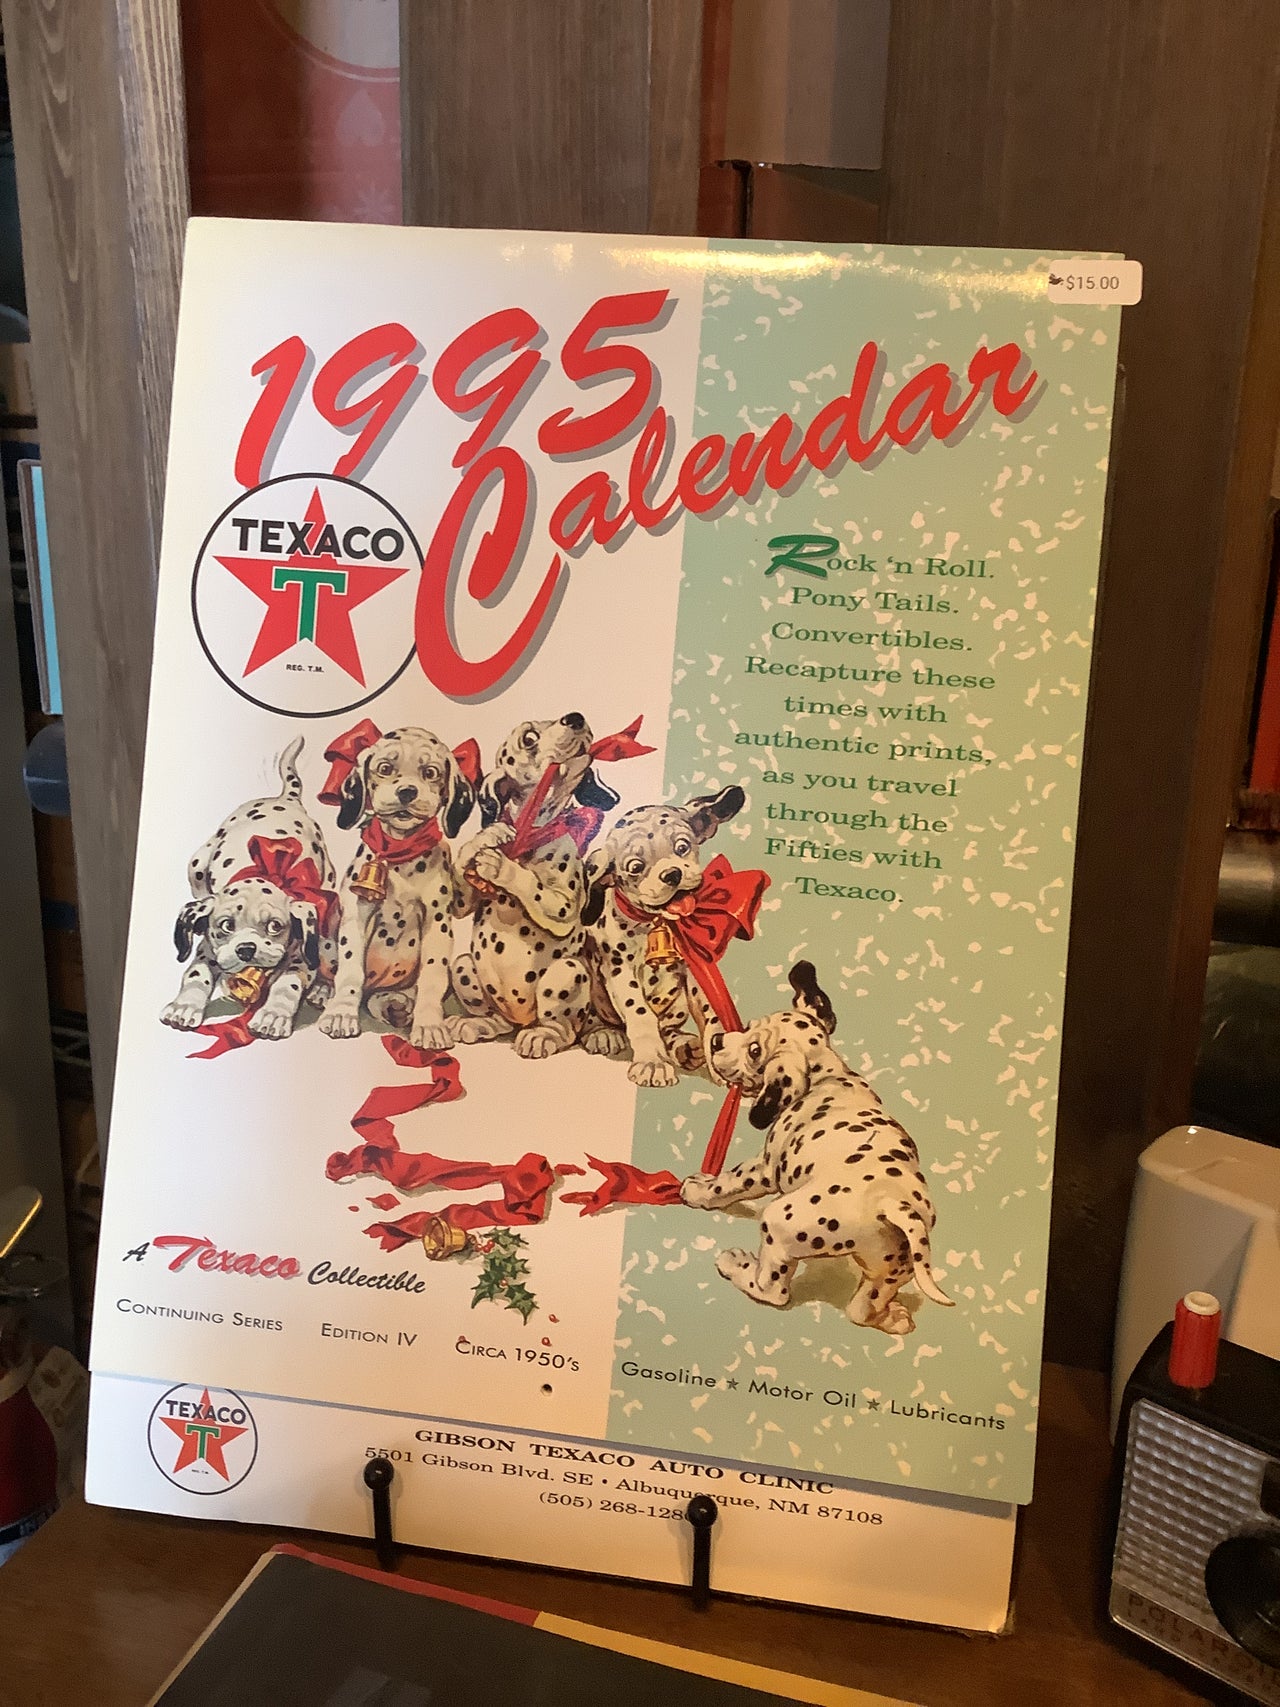 $15.00
1995
Calendar
TEXACO
T
REG. T.M.
Rock 'n Roll.
Pony Tails.
Convertibles.
Recapture these
times with
authentic prints,
as you travel
through the
Fifties with
Texaco.
A Texaco Collectible
Continuing Series Edition IV Circa 1950's
Gasoline ★ Motor Oil ★ Lubricants
TEXACO
T
GIBSON TEXACO AUTO CLINIC
5501 Gibson Blvd. SE • Albuquerque, NM 87108
(505)
POLAROID